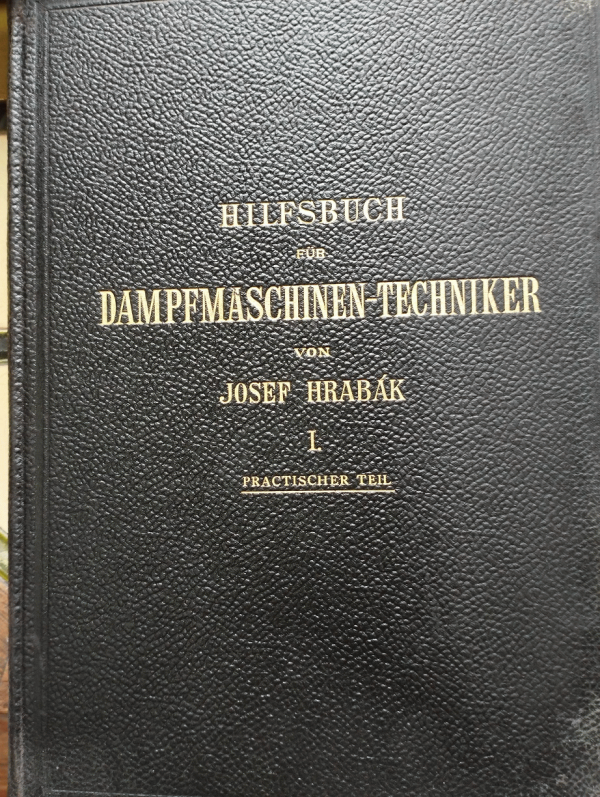 HILFSBUCH
FÜR
DAMPFMASCHINEN-TECHNIKER
VON
JOSEF HRABÁK
I.
PRACTISCHER TEIL